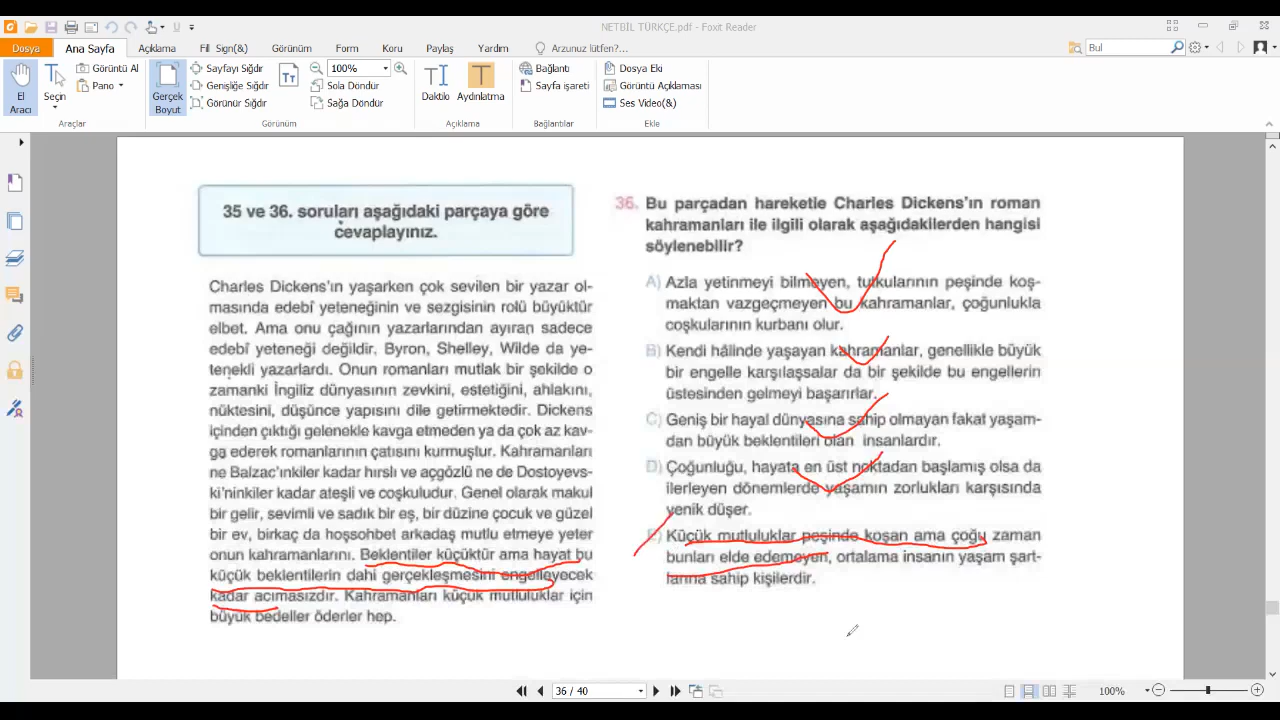 NETBİL TÜRKÇE.pdf - Foxit Reader
Dosya
Ana Sayfa
Açıklama
Fil Sign(&)
Görünüm
Form
Koru
Paylaş
Yardım
Arzunuz lütfen?...
Bul
El Aracı
Seçin
Görüntü Al
Pano
Araçlar
Gerçek Boyut
Sayfayı Sığdır
Genişliğe Sığdır
Görünür Sığdır
100%
Sola Döndür
Sağa Döndür
Görünüm
Daktilo
Aydınlatma
Açıklama
Bağlantı
Sayfa işareti
Bağlantılar
Dosya Eki
Görüntü Açıklaması
Ses Video(&)
Ekle
35 ve 36. soruları aşağıdaki parçaya göre
cevaplayınız.
Charles Dickens'ın yaşarken çok sevilen bir yazar ol-
masında edebî yeteneğinin ve sezgisinin rolü büyüktür
elbet. Ama onu çağının yazarlarından ayıran sadece
edebî yeteneği değildir. Byron, Shelley, Wilde da ye-
tenekli yazarlardı. Onun romanları mutlak bir şekilde o
zamanki İngiliz dünyasının zevkini, estetiğini, ahlakını,
nüktesini, düşünce yapısını dile getirmektedir. Dickens
içinden çıktığı gelenekle kavga etmeden ya da çok az kav-
ga ederek romanlarının çatısını kurmuştur. Kahramanları
ne Balzac'ınkiler kadar hırslı ve açgözlü ne de Dostoyevs-
ki'ninkiler kadar ateşli ve coşkuludur. Genel olarak makul
bir gelir, sevimli ve sadık bir eş, bir düzine çocuk ve güzel
bir ev, birkaç da hoşsohbet arkadaş mutlu etmeye yeter
onun kahramanlarını. Beklentiler küçüktür ama hayat bu
küçük beklentilerin dahi gerçekleşmesini engelleyecek
kadar acımasızdır. Kahramanları küçük mutluluklar için
büyük bedeller öderler hep.
36. Bu parçadan hareketle Charles Dickens'ın roman
kahramanları ile ilgili olarak aşağıdakilerden hangisi
söylenebilir?
A) Azla yetinmeyi bilmeyen, tutkularının peşinde koş-
maktan vazgeçmeyen bu kahramanlar, çoğunlukla
coşkularının kurbanı olur.
B) Kendi hâlinde yaşayan kahramanlar, genellikle büyük
bir engelle karşılaşsalar da bir şekilde bu engellerin
üstesinden gelmeyi başarırlar.
C) Geniş bir hayal dünyasına sahip olmayan fakat yaşam-
dan büyük beklentileri olan insanlardır.
D) Çoğunluğu, hayata en üst noktadan başlamış olsa da
ilerleyen dönemlerde yaşamın zorlukları karşısında
yenik düşer.
E) Küçük mutluluklar peşinde koşan ama çoğu zaman
bunları elde edemeyen, ortalama insanın yaşam şart-
larına sahip kişilerdir.
36 / 40
100%